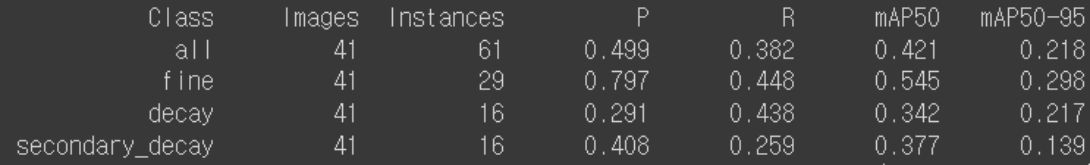 Class Images Instances P R mAP50 mAP50-95
all 41 61 0.499 0.382 0.421 0.218
fine 41 29 0.797 0.448 0.545 0.298
decay 41 16 0.291 0.438 0.342 0.217
secondary_decay 41 16 0.408 0.259 0.377 0.139